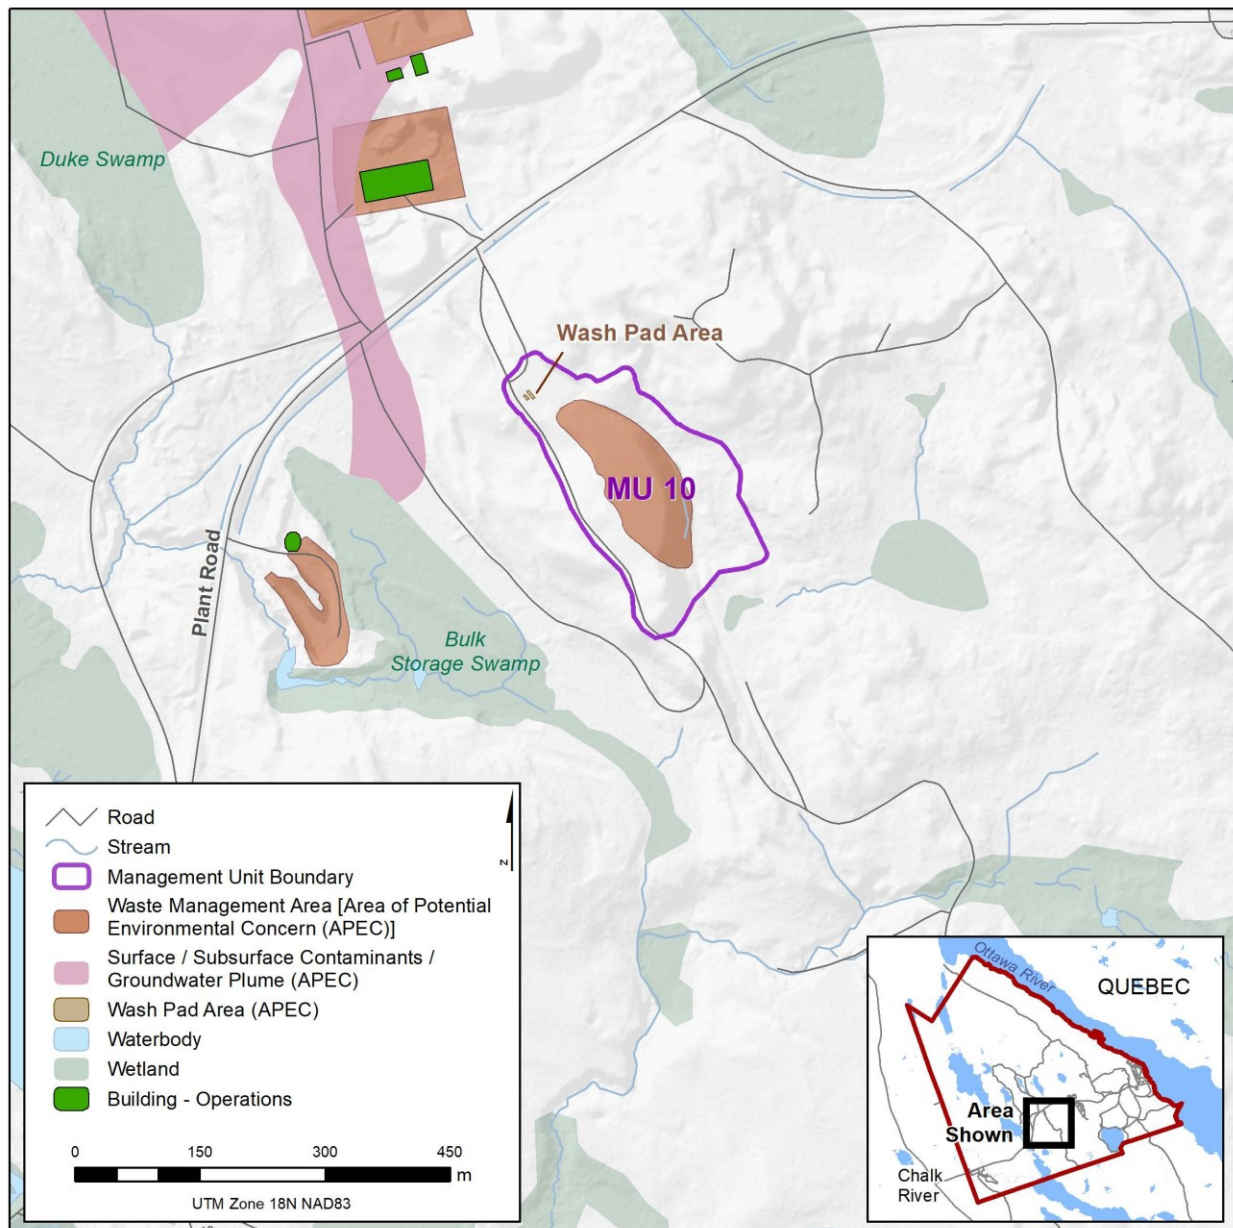 Duke Swamp
Wash Pad Area
MU 10
Plant Road
Bulk
Storage Swamp
Road
Stream
Management Unit Boundary
Waste Management Area [Area of Potential
Environmental Concern (APEC)]
Surface / Subsurface Contaminants /
Groundwater Plume (APEC)
Wash Pad Area (APEC)
Waterbody
Wetland
Building - Operations
z
0 150 300 450
m
UTM Zone 18N NAD83
Ottawa River
QUEBEC
Area
Shown
Chalk
River